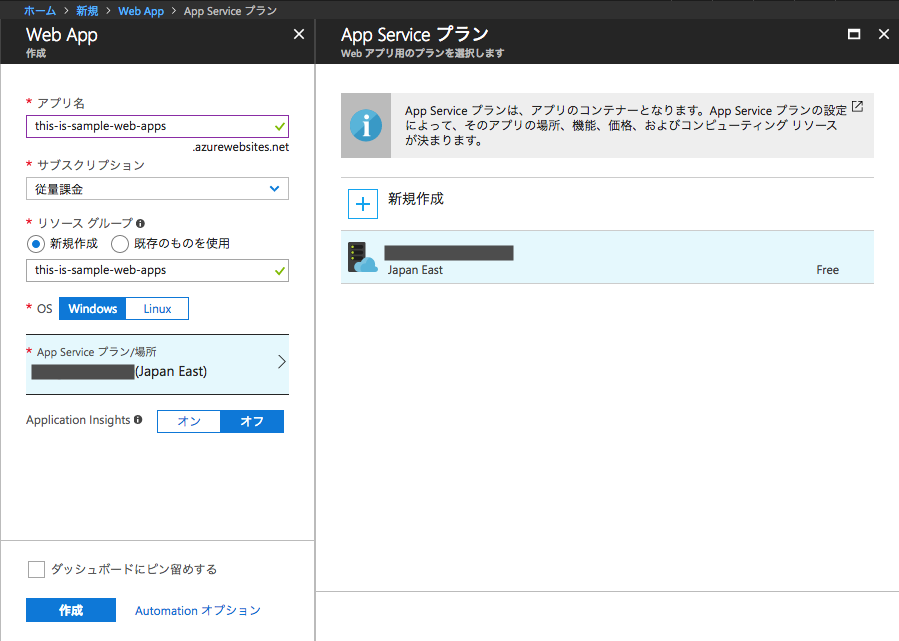 ホーム > 新規 > Web App > App Service プラン
Web App
作成
* アプリ名
this-is-sample-web-apps
.azurewebsites.net
* サブスクリプション
従量課金
* リソース グループ
新規作成 既存のものを使用
this-is-sample-web-apps
* OS Windows Linux
* App Service プラン/場所
(Japan East)
Application Insights オン オフ
ダッシュボードにピン留めする
作成 Automation オプション
App Service プラン
Web アプリ用のプランを選択します
App Service プランは、アプリのコンテナーとなります。App Service プランの設定
によって、そのアプリの場所、機能、価格、およびコンピューティング リソース
が決まります。
新規作成
Japan East Free